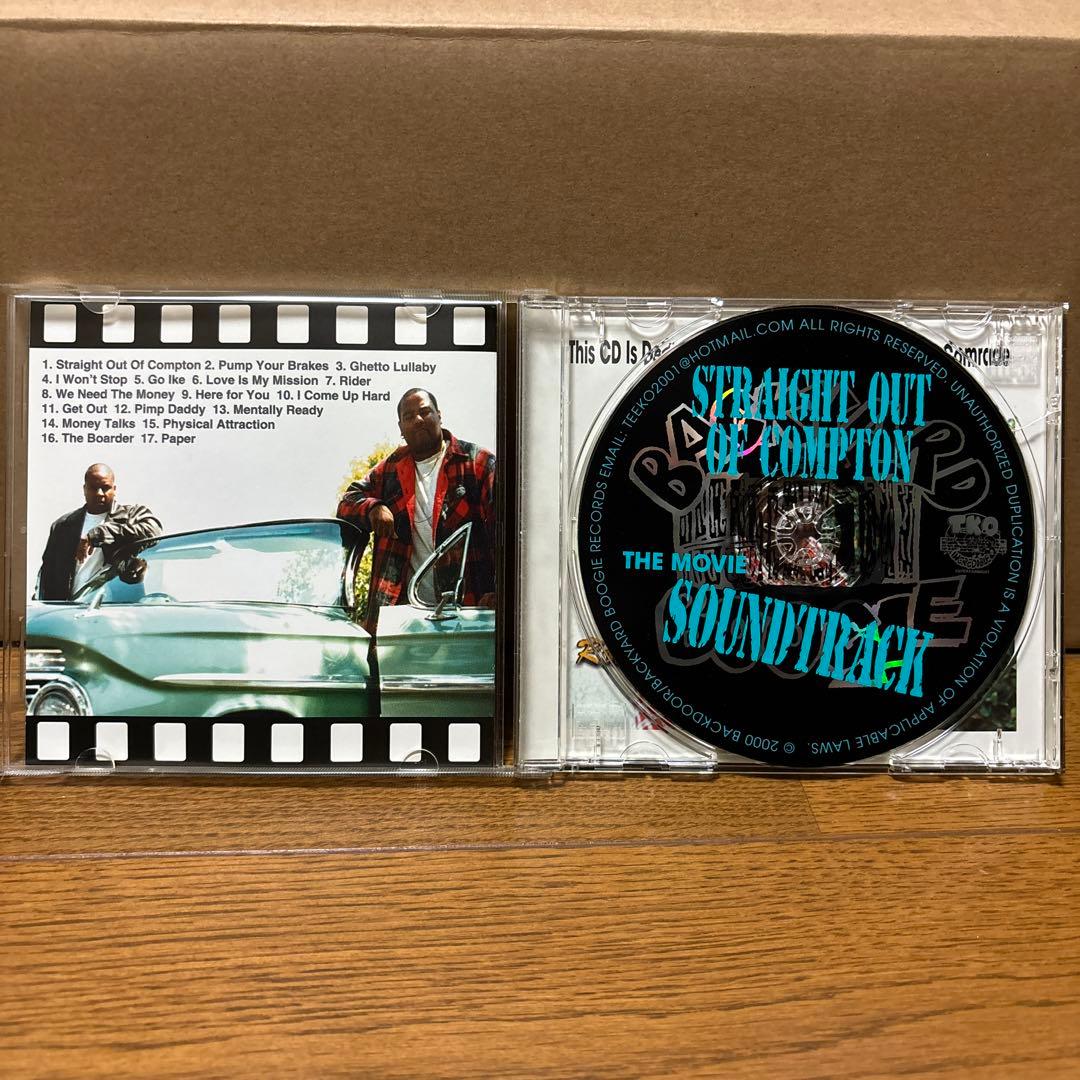 1. Straight Out Of Compton 2. Pump Your Brakes 3. Ghetto Lullaby
4. I Won't Stop 5. Go Ike 6. Love Is My Mission 7. Rider
8. We Need The Money 9. Here for You 10. I Come Up Hard
11. Get Out 12. Pimp Daddy 13. Mentally Ready
14. Money Talks 15. Physical Attraction
16. The Boarder 17. Paper
This CD Is De
Comrade
STRAIGHT OUT
OF COMPTON
THE MOVIE
SOUNDTRACK
TKO
ENTERTAINMENT
© 2000 BACKDOOR/BACKYARD BOOGIE RECORDS EMAIL: TEEKO2001@HOTMAIL.COM ALL RIGHTS RESERVED. UNAUTHORIZED DUPLICATION IS A VIOLATION OF APPLICABLE LAWS.